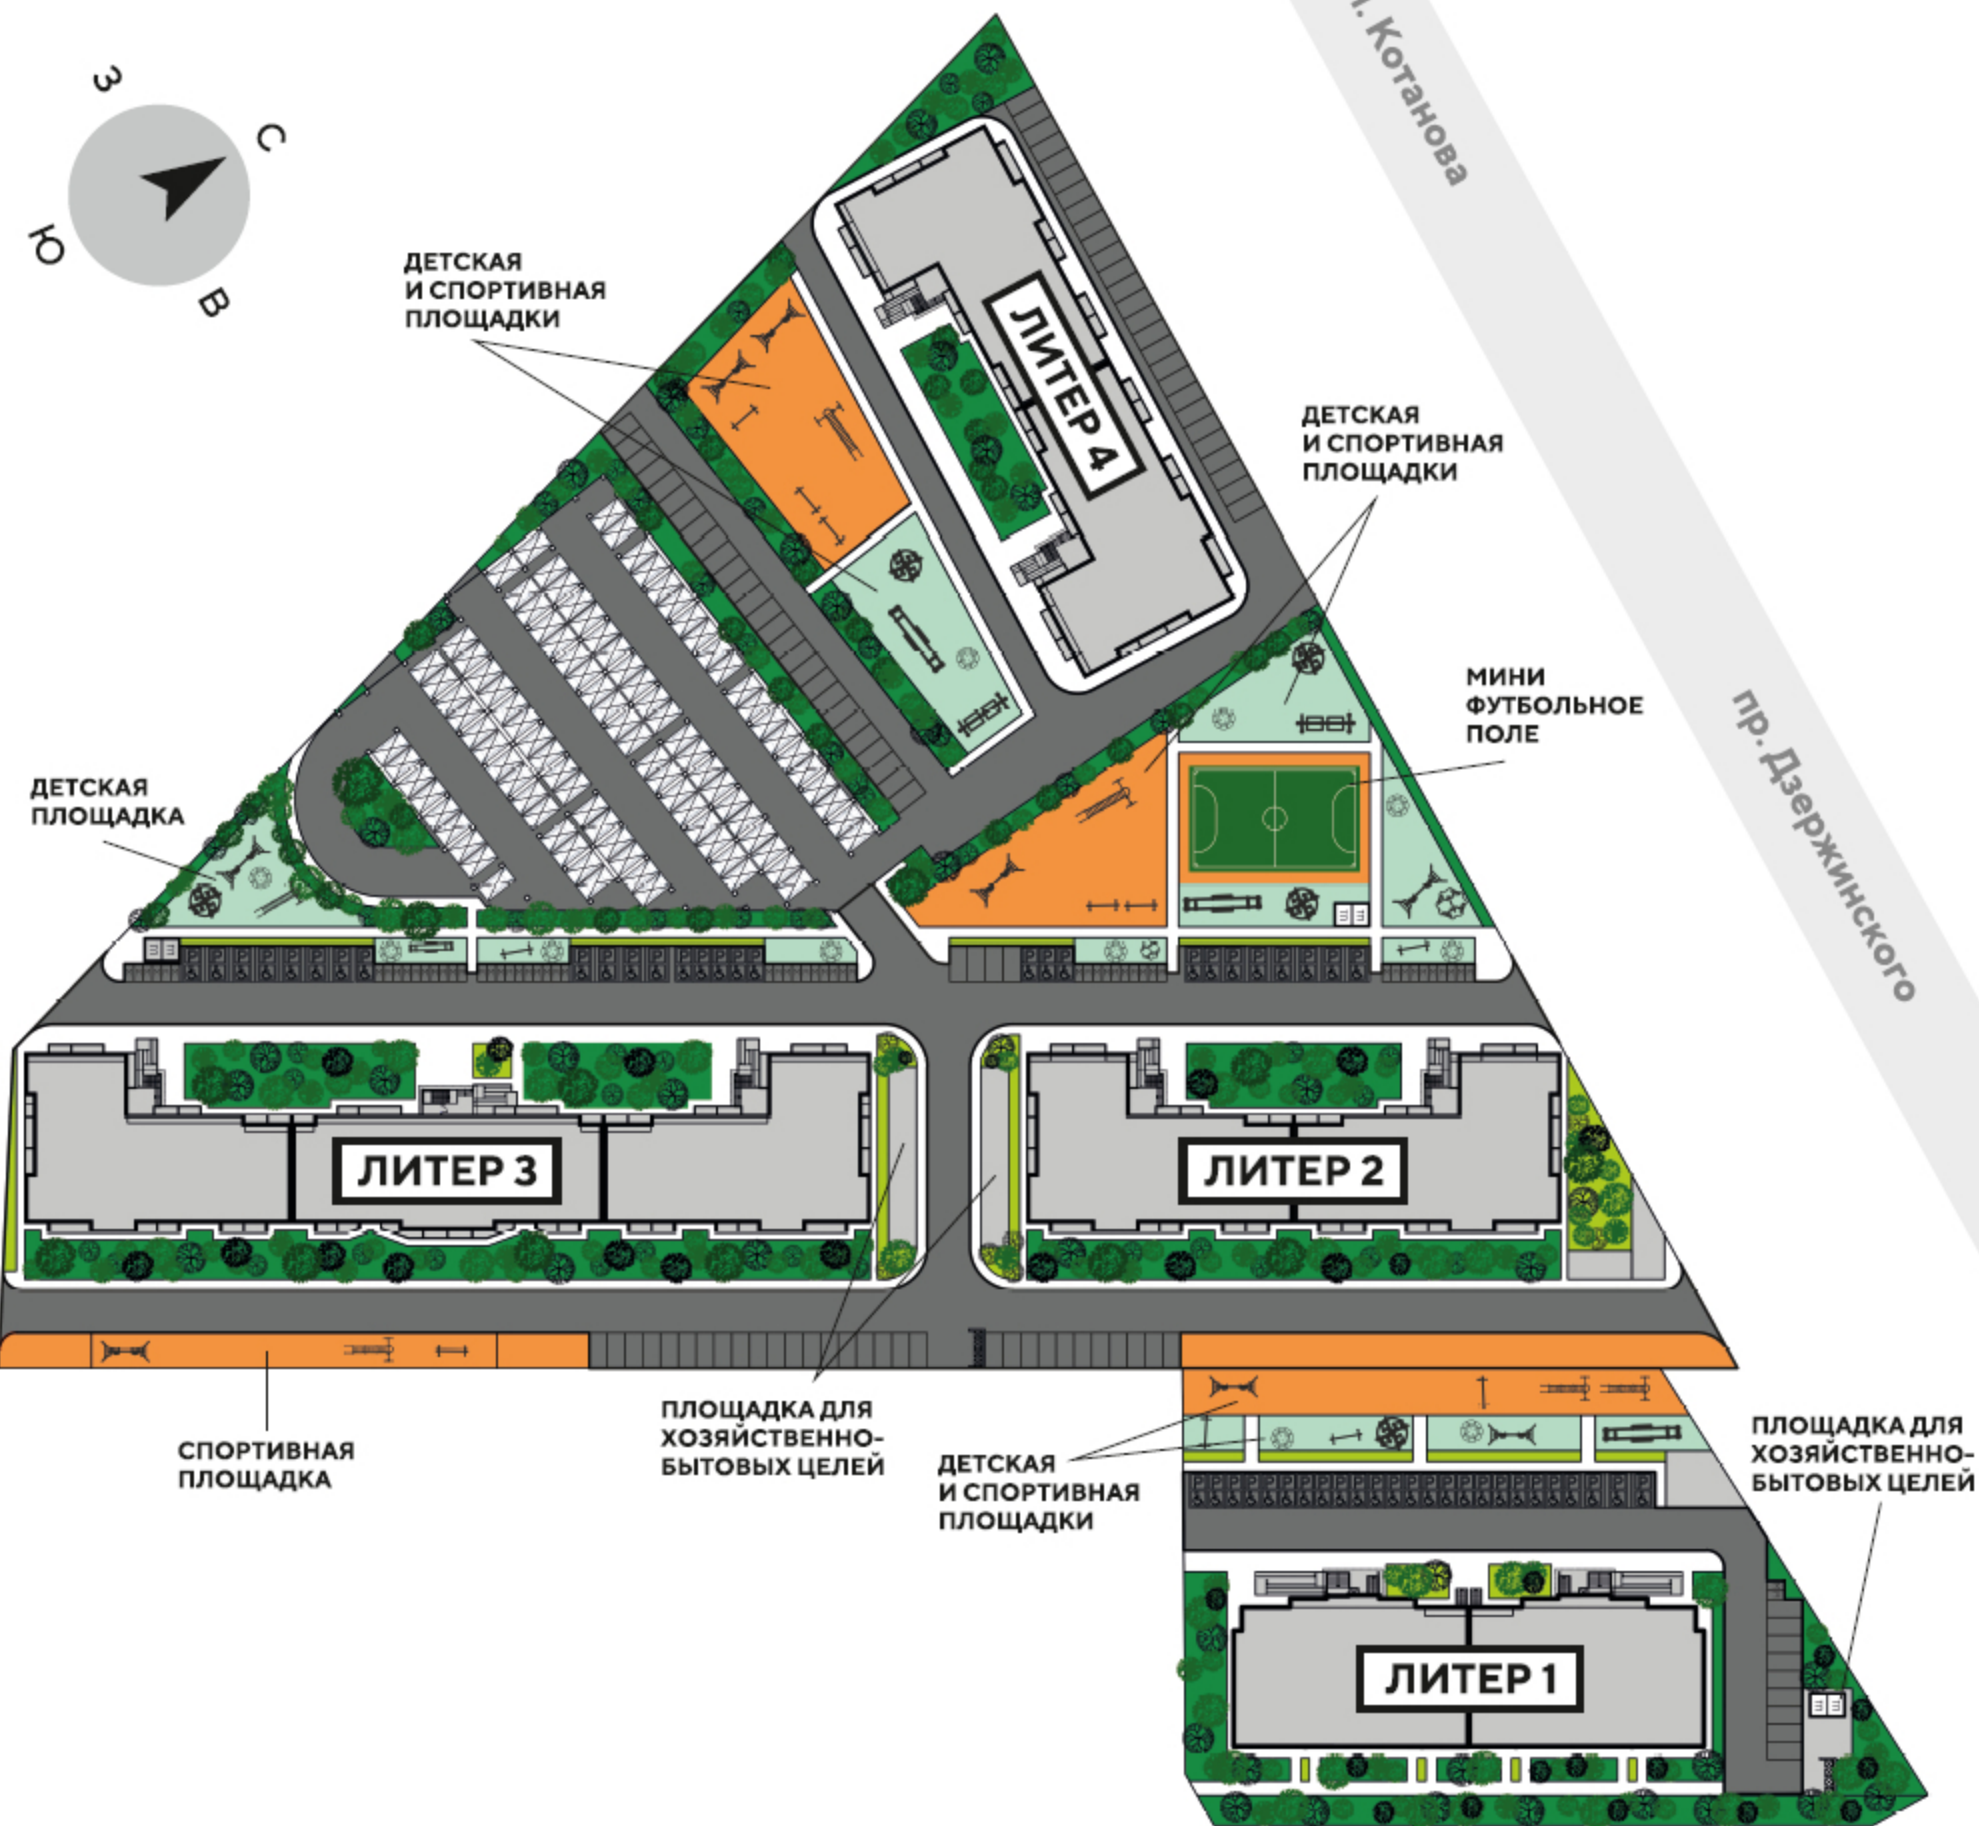 З
С
Ю
В
Котанова
ДЕТСКАЯ
И СПОРТИВНАЯ
ПЛОЩАДКИ
ЛИТЕР 4
ДЕТСКАЯ
И СПОРТИВНАЯ
ПЛОЩАДКИ
МИНИ
ФУТБОЛЬНОЕ
ПОЛЕ
пр. Дзержинского
ДЕТСКАЯ
ПЛОЩАДКА
ЛИТЕР 3
ЛИТЕР 2
СПОРТИВНАЯ
ПЛОЩАДКА
ПЛОЩАДКА ДЛЯ
ХОЗЯЙСТВЕННО-
БЫТОВЫХ ЦЕЛЕЙ
ДЕТСКАЯ
И СПОРТИВНАЯ
ПЛОЩАДКИ
ПЛОЩАДКА ДЛЯ
ХОЗЯЙСТВЕННО-
БЫТОВЫХ ЦЕЛЕЙ
ЛИТЕР 1